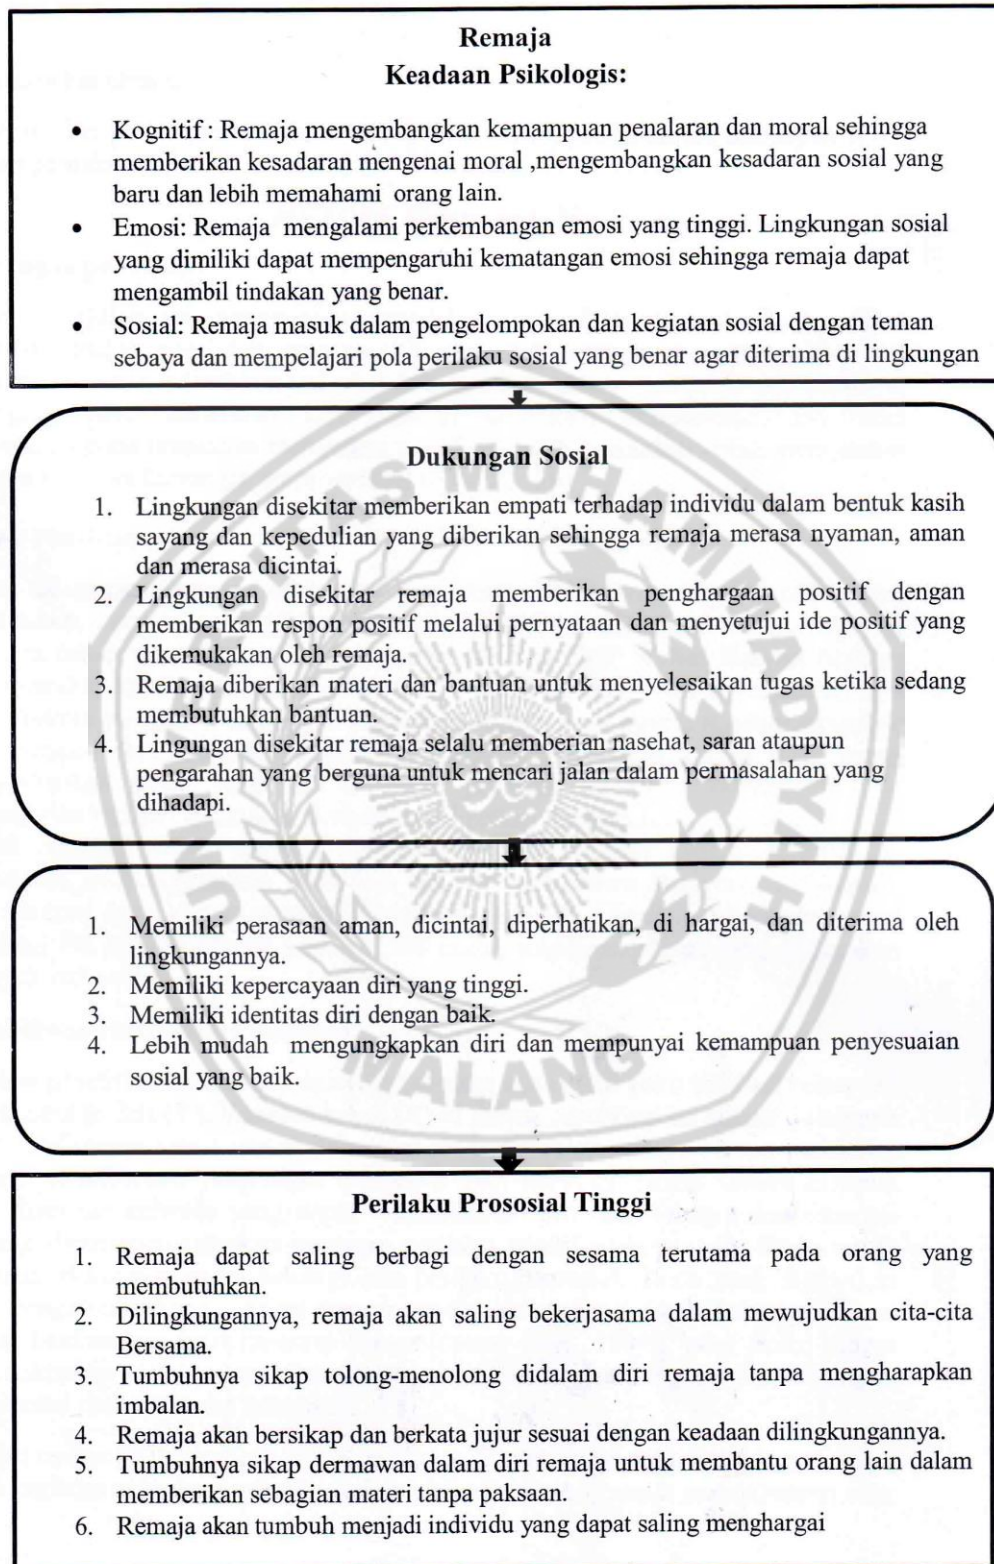 Remaja
Keadaan Psikologis:
• Kognitif : Remaja mengembangkan kemampuan penalaran dan moral sehingga
memberikan kesadaran mengenai moral ,mengembangkan kesadaran sosial yang
baru dan lebih memahami orang lain.
• Emosi: Remaja mengalami perkembangan emosi yang tinggi. Lingkungan sosial
yang dimiliki dapat mempengaruhi kematangan emosi sehingga remaja dapat
mengambil tindakan yang benar.
• Sosial: Remaja masuk dalam pengelompokan dan kegiatan sosial dengan teman
sebaya dan mempelajari pola perilaku sosial yang benar agar diterima di lingkungan
Dukungan Sosial
1. Lingkungan disekitar memberikan empati terhadap individu dalam bentuk kasih
sayang dan kepedulian yang diberikan sehingga remaja merasa nyaman, aman
dan merasa dicintai.
2. Lingkungan disekitar remaja memberikan penghargaan positif dengan
memberikan respon positif melalui pernyataan dan menyetujui ide positif yang
dikemukakan oleh remaja.
3. Remaja diberikan materi dan bantuan untuk menyelesaikan tugas ketika sedang
membutuhkan bantuan.
4. Lingungan disekitar remaja selalu memberian nasehat, saran ataupun
pengarahan yang berguna untuk mencari jalan dalam permasalahan yang
dihadapi.
1. Memiliki perasaan aman, dicintai, diperhatikan, di hargai, dan diterima oleh
lingkungannya.
2. Memiliki kepercayaan diri yang tinggi.
3. Memiliki identitas diri dengan baik.
4. Lebih mudah mengungkapkan diri dan mempunyai kemampuan penyesuaian
sosial yang baik.
Perilaku Prososial Tinggi
1. Remaja dapat saling berbagi dengan sesama terutama pada orang yang
membutuhkan.
2. Dilingkungannya, remaja akan saling bekerjasama dalam mewujudkan cita-cita
Bersama.
3. Tumbuhnya sikap tolong-menolong didalam diri remaja tanpa mengharapkan
imbalan.
4. Remaja akan bersikap dan berkata jujur sesuai dengan keadaan dilingkungannya.
5. Tumbuhnya sikap dermawan dalam diri remaja untuk membantu orang lain dalam
memberikan sebagian materi tanpa paksaan.
6. Remaja akan tumbuh menjadi individu yang dapat saling menghargai
UNIVERSITAS MUHAMMADIYAH
MALANG